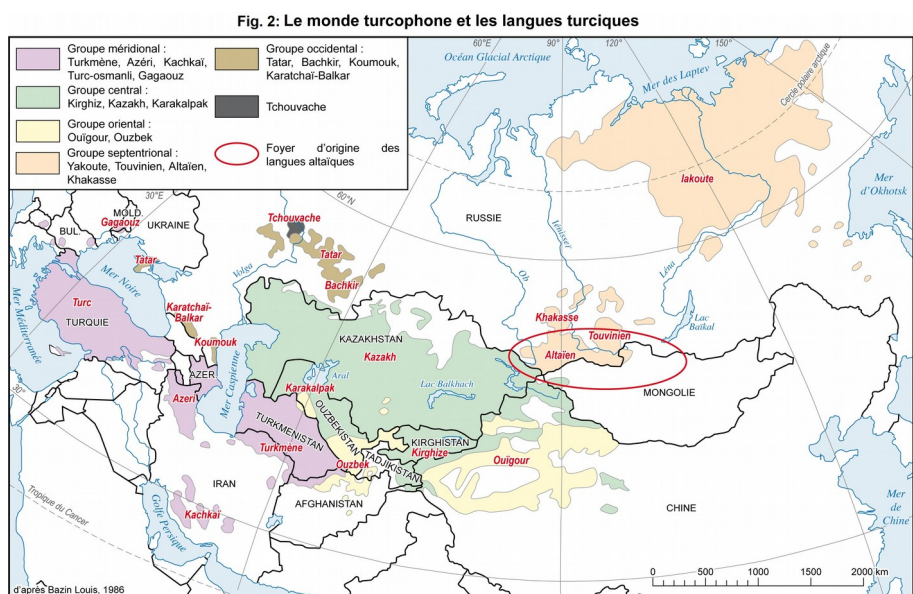 Fig. 2: Le monde turcophone et les langues turciques
Groupe méridional :
Turkmène, Azéri, Kachkaï,
Turc-osmanli, Gagaouz
Groupe central :
Kirghiz, Kazakh, Karakalpak
Groupe oriental :
Ouïgour, Ouzbek
Groupe septentrional :
Yakoute, Touvinien, Altaïen,
Khakasse
Groupe occidental :
Tatar, Bachkir, Koumouk,
Karatchaï-Balkar
Tchouvache
Foyer d'origine des
langues altaïques
60°E
90°E
120°E
150°E
Océan Glacial Arctique
Mer des Laptev
Cercle polaire arctique
Iakoute
Mer
d'Okhotsk
30°E
60°N
MOLD.
Gagaouz
UKRAINE
BUL.
Tatar
Tchouvache
Tatar
Bachkir
RUSSIE
Volga
Ob
Iénisseï
Léna
Lac
Baïkal
Mer Noire
Turc
TURQUIE
Mer Méditerranée
Karatchaï-
Balkar
Koumouk
AZER.
Azeri
Mer Caspienne
KAZAKHSTAN
Kazakh
Aral
Karakalpak
Lac Balkhach
Khakasse
Touvinien
Altaïen
MONGOLIE
30°N
OUZBEKISTAN
TURKMENISTAN
Turkmène
Ouzbek
KIRGHISTAN
Kirghize
TADJIKISTAN
Ouïgour
IRAN
AFGHANISTAN
Kachkaï
Golfe Persique
Tropique du Cancer
CHINE
Mer
de
Chine
90°E
120°E
0 500 1000 1500 2000 km
d'après Bazin Louis, 1986